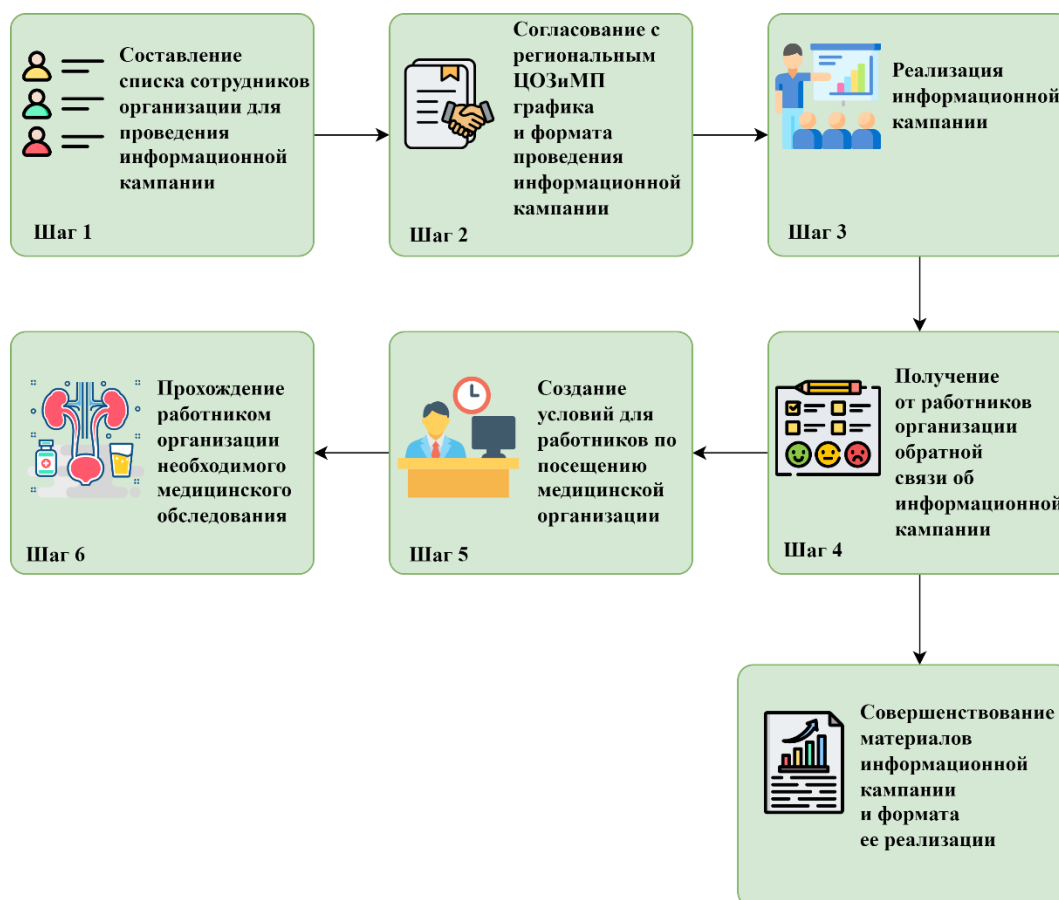 Составление
списка сотрудников
организации для
проведения
информационной
кампании
Шаг 1
Согласование с
региональным
ЦОЗиМП
графика
и формата
проведения
информационной
кампании
Шаг 2
Реализация
информационной
кампании
Шаг 3
Получение
от работников
организации
обратной
связи об
информационной
кампании
Шаг 4
Создание
условий для
работников по
посещению
медицинской
организации
Шаг 5
Прохождение
работником
организации
необходимого
медицинского
обследования
Шаг 6
Совершенствование
материалов
информационной
кампании
и формата
ее реализации